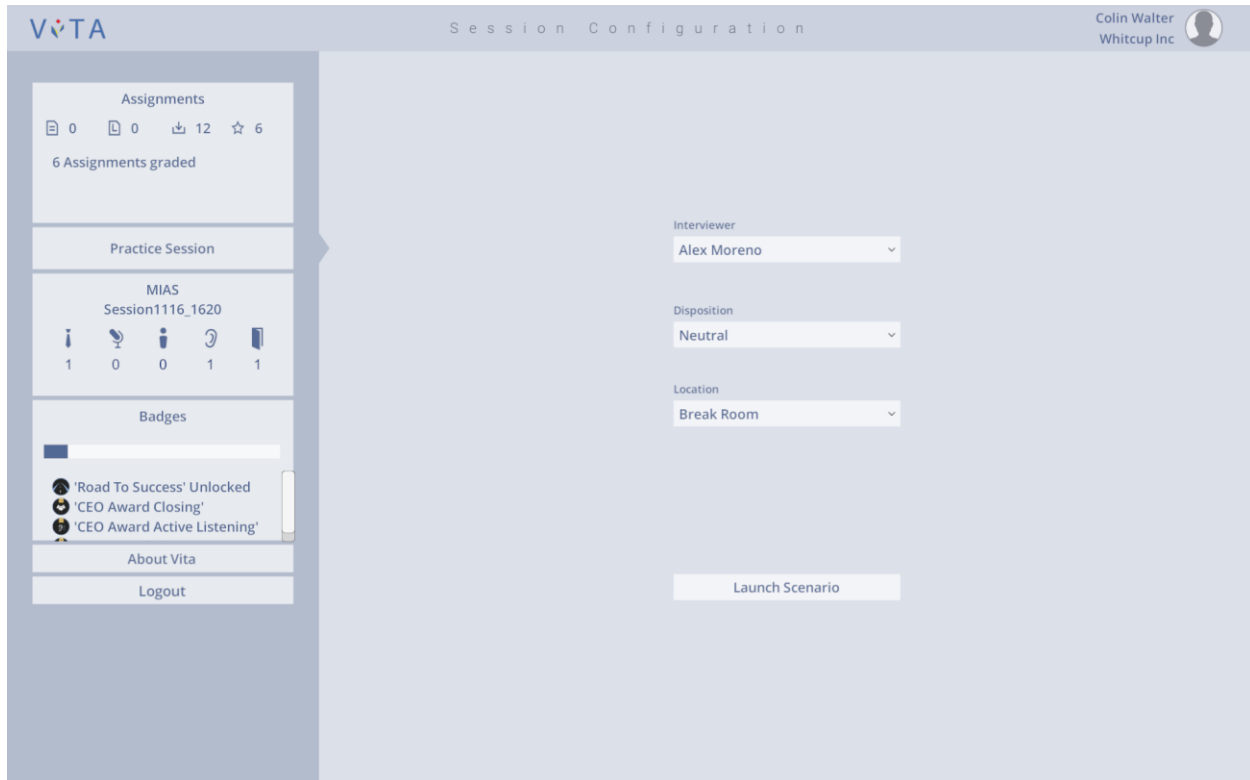 VITA
Session Configuration
Colin Walter
Whitcup Inc
Assignments
0 0 12 6
6 Assignments graded
Practice Session
MIAS
Session1116_1620
1 0 0 1 1
Badges
'Road To Success' Unlocked
'CEO Award Closing'
'CEO Award Active Listening'
About Vita
Logout
Interviewer
Alex Moreno
Disposition
Neutral
Location
Break Room
Launch Scenario